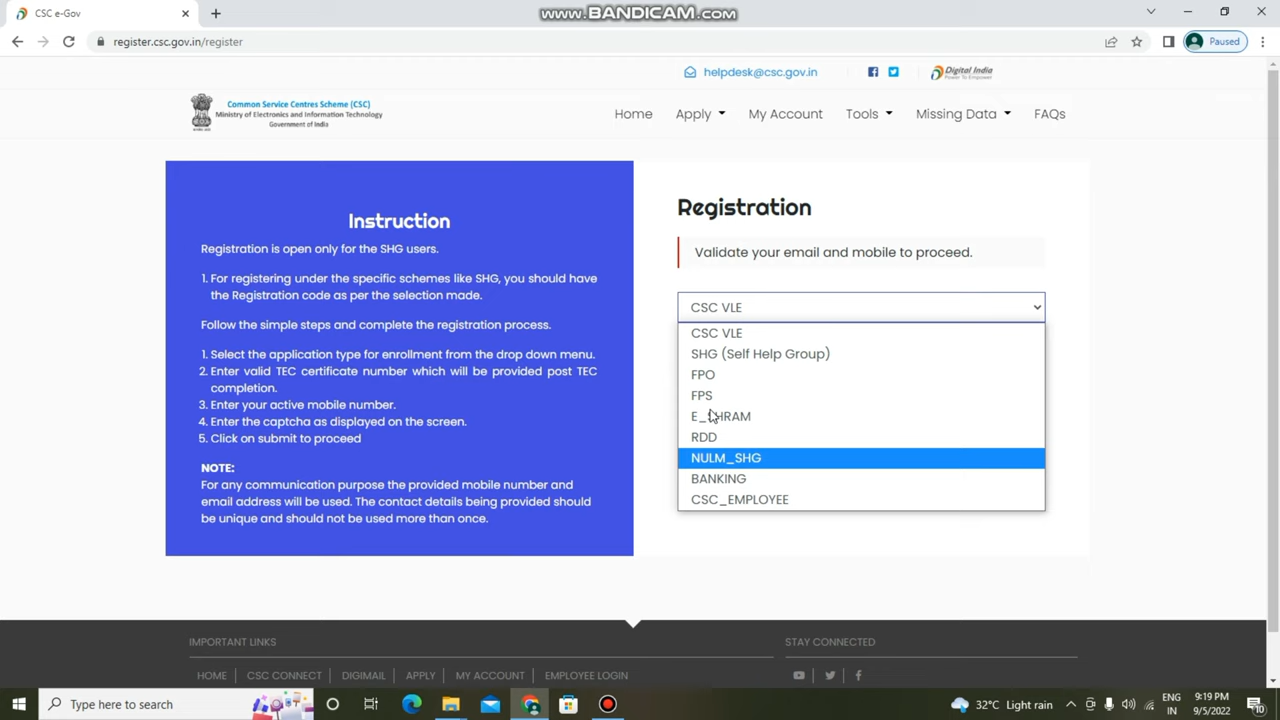 www.BANDICAM.com
CSC e-Gov
register.csc.gov.in/register
Paused
helpdesk@csc.gov.in
Digital India
Power To Empower
Common Service Centres Scheme (CSC)
Ministry of Electronics and Information Technology
Government of India
Home Apply My Account Tools Missing Data FAQs
Instruction
Registration is open only for the SHG users.
1. For registering under the specific schemes like SHG, you should have
the Registration code as per the selection made.
Follow the simple steps and complete the registration process.
1. Select the application type for enrollment from the drop down menu.
2. Enter valid TEC certificate number which will be provided post TEC
completion.
3. Enter your active mobile number.
4. Enter the captcha as displayed on the screen.
5. Click on submit to proceed
NOTE:
For any communication purpose the provided mobile number and
email address will be used. The contact details being provided should
be unique and should not be used more than once.
Registration
Validate your email and mobile to proceed.
CSC VLE
CSC VLE
SHG (Self Help Group)
FPO
FPS
E_SHRAM
RDD
NULM_SHG
BANKING
CSC_EMPLOYEE
IMPORTANT LINKS
HOME CSC CONNECT DIGIMAIL APPLY MY ACCOUNT EMPLOYEE LOGIN
STAY CONNECTED
Type here to search
32°C Light rain
ENG
IN
9:19 PM
9/5/2022
10